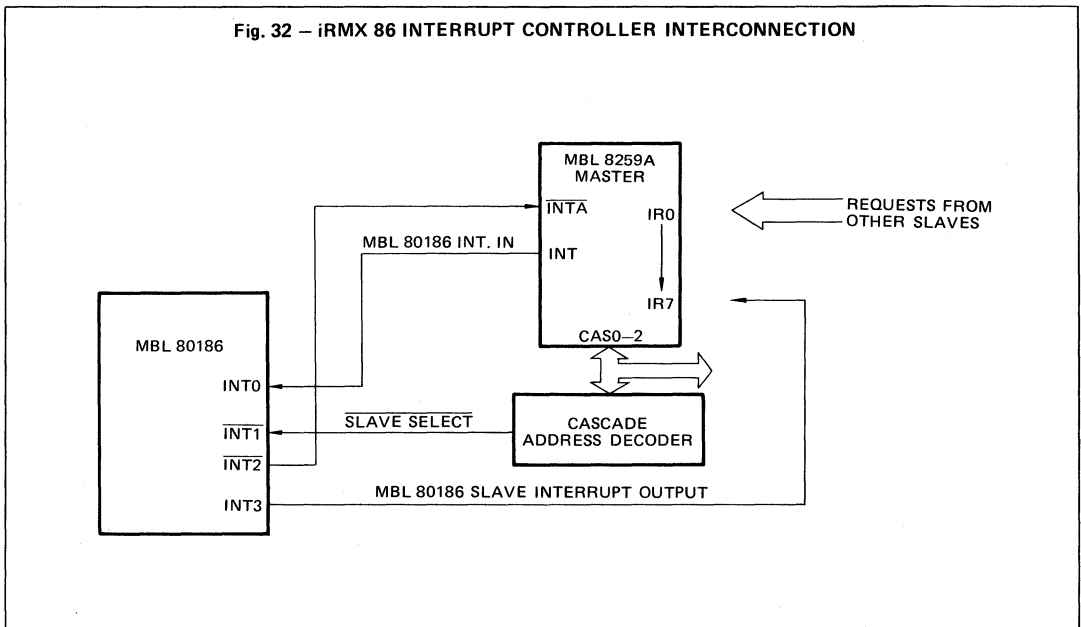 Fig. 32 – iRMX 86 INTERRUPT CONTROLLER INTERCONNECTION
MBL 8259A
MASTER
INTA
IR0
REQUESTS FROM
OTHER SLAVES
MBL 80186 INT. IN
INT
IR7
CAS0–2
MBL 80186
INT0
SLAVE SELECT
CASCADE
ADDRESS DECODER
INT1
INT2
MBL 80186 SLAVE INTERRUPT OUTPUT
INT3